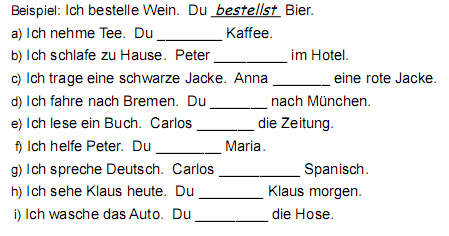 Beispiel: Ich bestelle Wein. Du bestellst Bier.
a) Ich nehme Tee. Du ________ Kaffee.
b) Ich schlafe zu Hause. Peter _________ im Hotel.
c) Ich trage eine schwarze Jacke. Anna _______ eine rote Jacke.
d) Ich fahre nach Bremen. Du _______ nach München.
e) Ich lese ein Buch. Carlos _______ die Zeitung.
f) Ich helfe Peter. Du ________ Maria.
g) Ich spreche Deutsch. Carlos __________ Spanisch.
h) Ich sehe Klaus heute. Du ________ Klaus morgen.
i) Ich wasche das Auto. Du _________ die Hose.